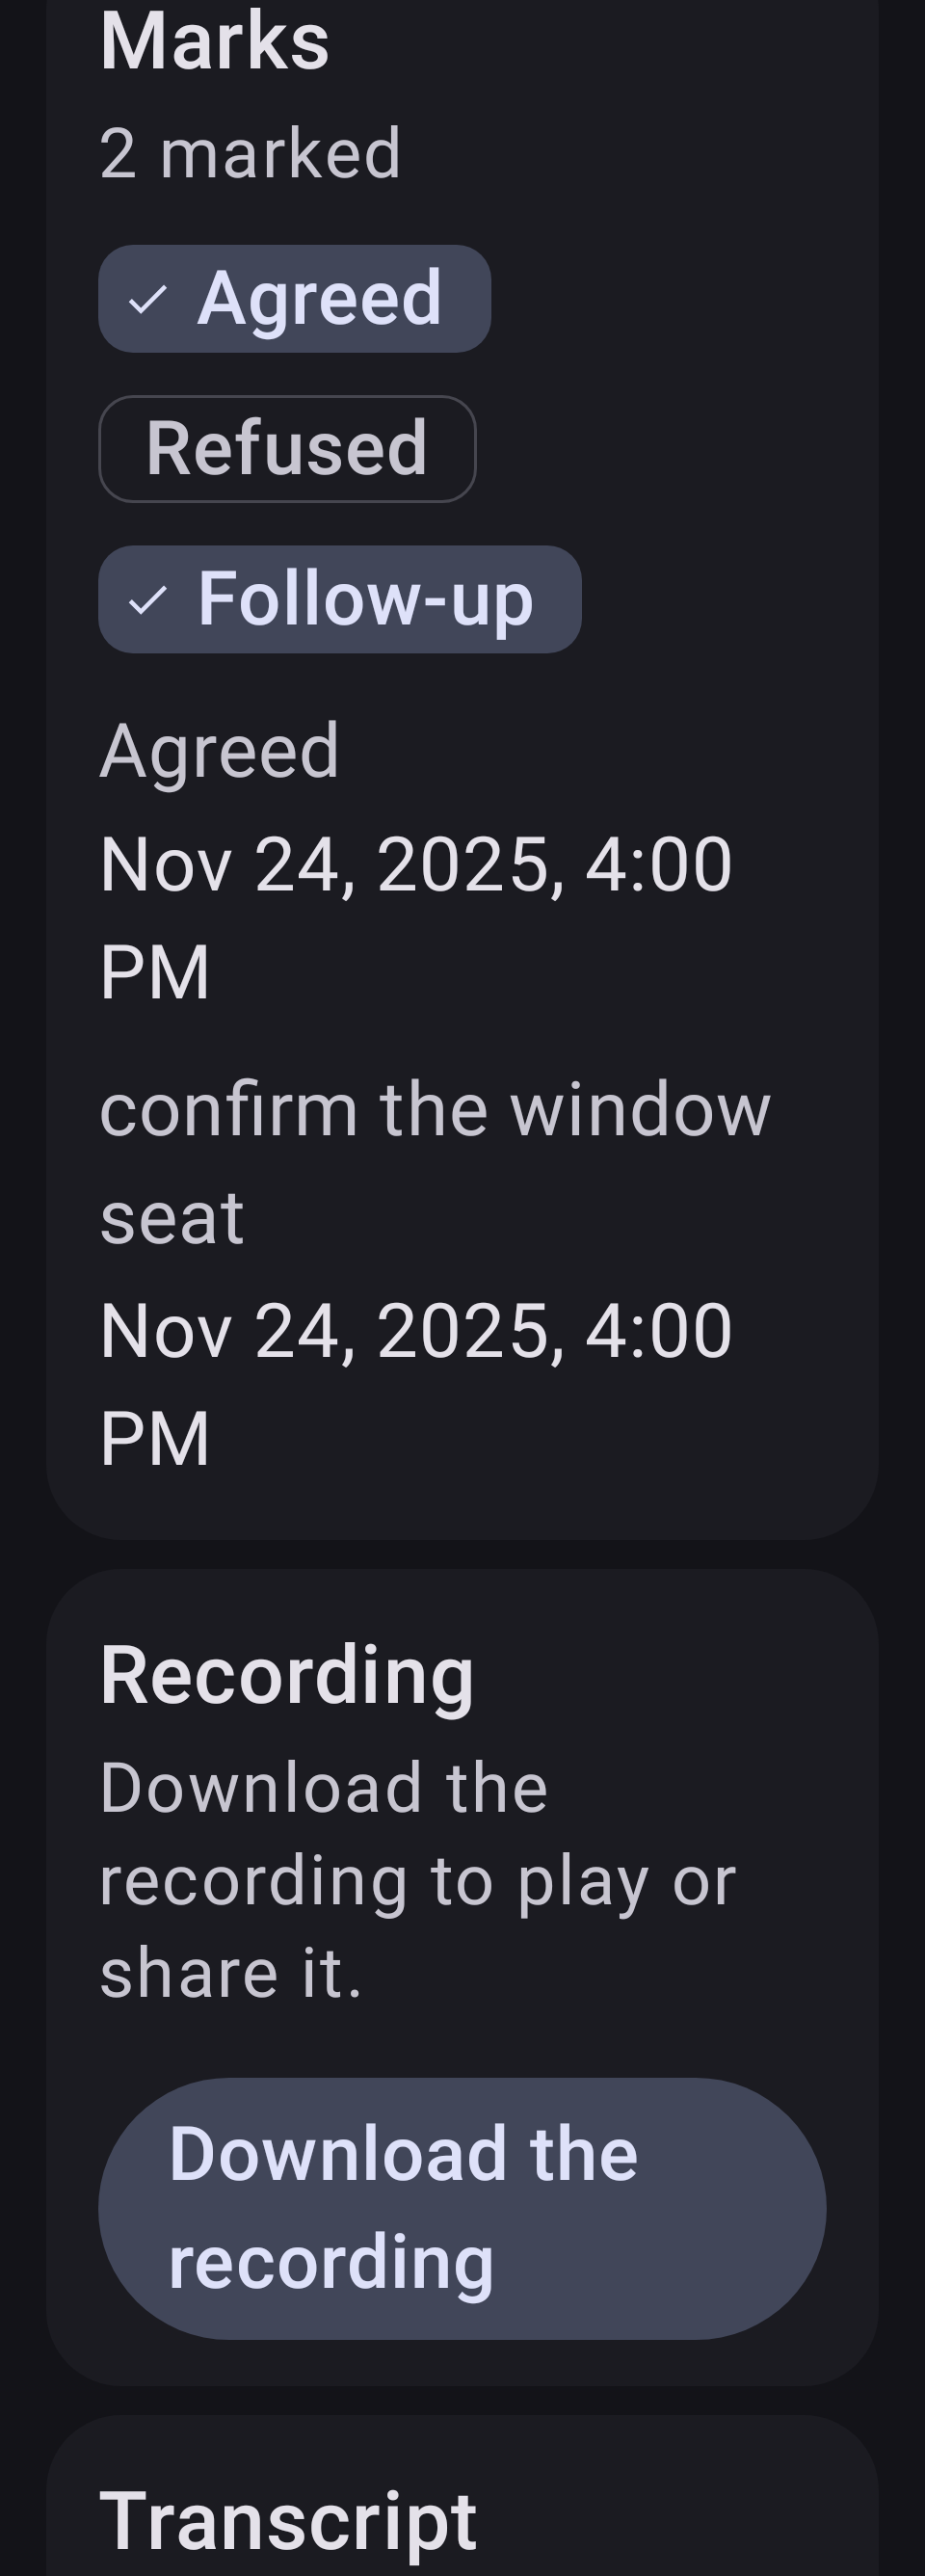 Marks
2 marked
Agreed
Refused
Follow-up
Agreed
Nov 24, 2025, 4:00
PM
confirm the window
seat
Nov 24, 2025, 4:00
PM
Recording
Download the
recording to play or
share it.
Download the
recording
Transcript